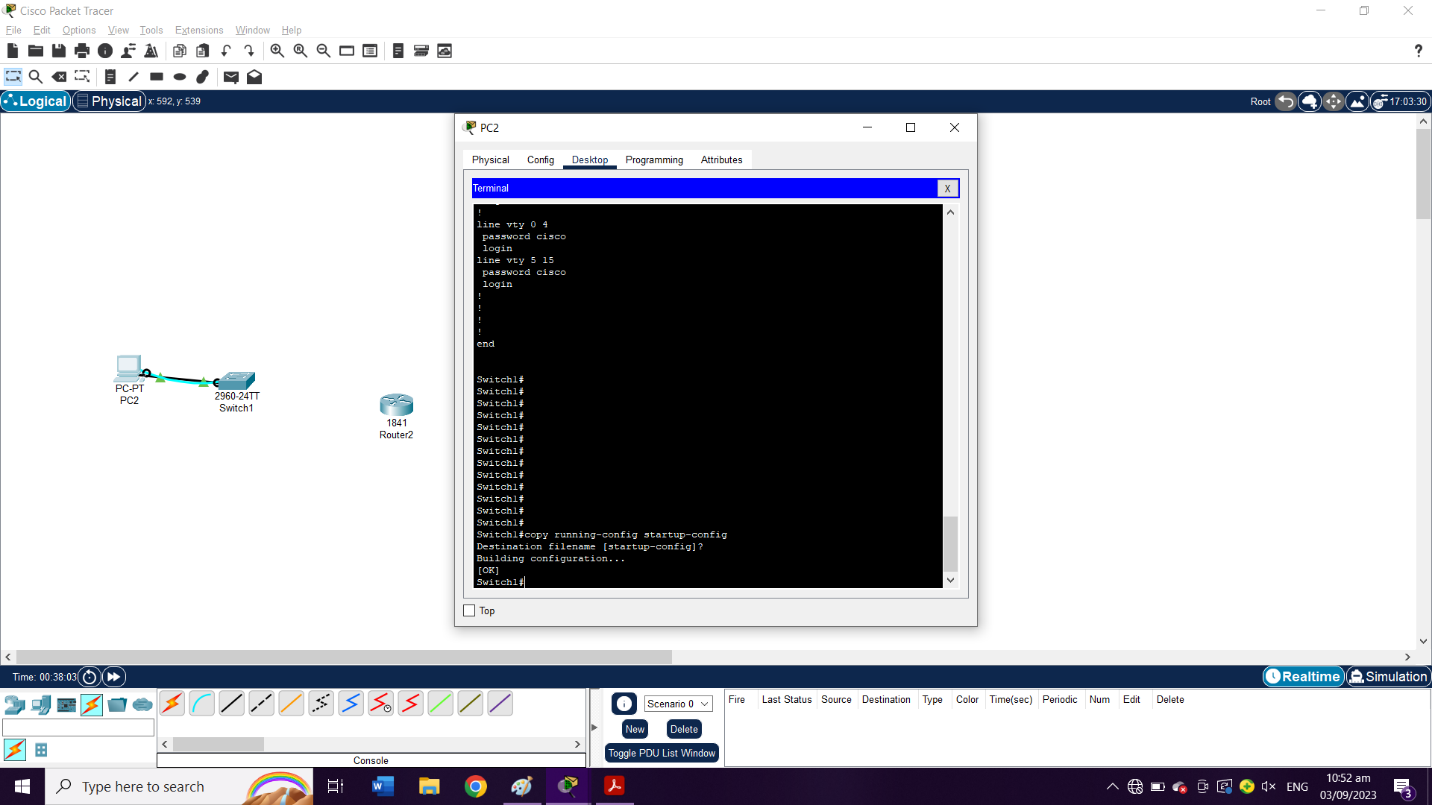 Cisco Packet Tracer
File Edit Options View Tools Extensions Window Help
?
Logical Physical x: 592, y: 539 Root 17:03:30
PC2
Physical Config Desktop Programming Attributes
Terminal X
!
line vty 0 4
password cisco
login
line vty 5 15
password cisco
login
!
!
!
!
end
Switch1#
Switch1#
Switch1#
Switch1#
Switch1#
Switch1#
Switch1#
Switch1#
Switch1#
Switch1#
Switch1#
Switch1#
Switch1#
Switch1#copy running-config startup-config
Destination filename [startup-config]?
Building configuration...
[OK]
Switch1#
Top
PC-PT
PC2
2960-24TT
Switch1
1841
Router2
Time: 00:38:03 Realtime Simulation
Scenario 0
New Delete
Toggle PDU List Window
Fire Last Status Source Destination Type Color Time(sec) Periodic Num Edit Delete
Console
Type here to search
ENG
10:52 am
03/09/2023
3